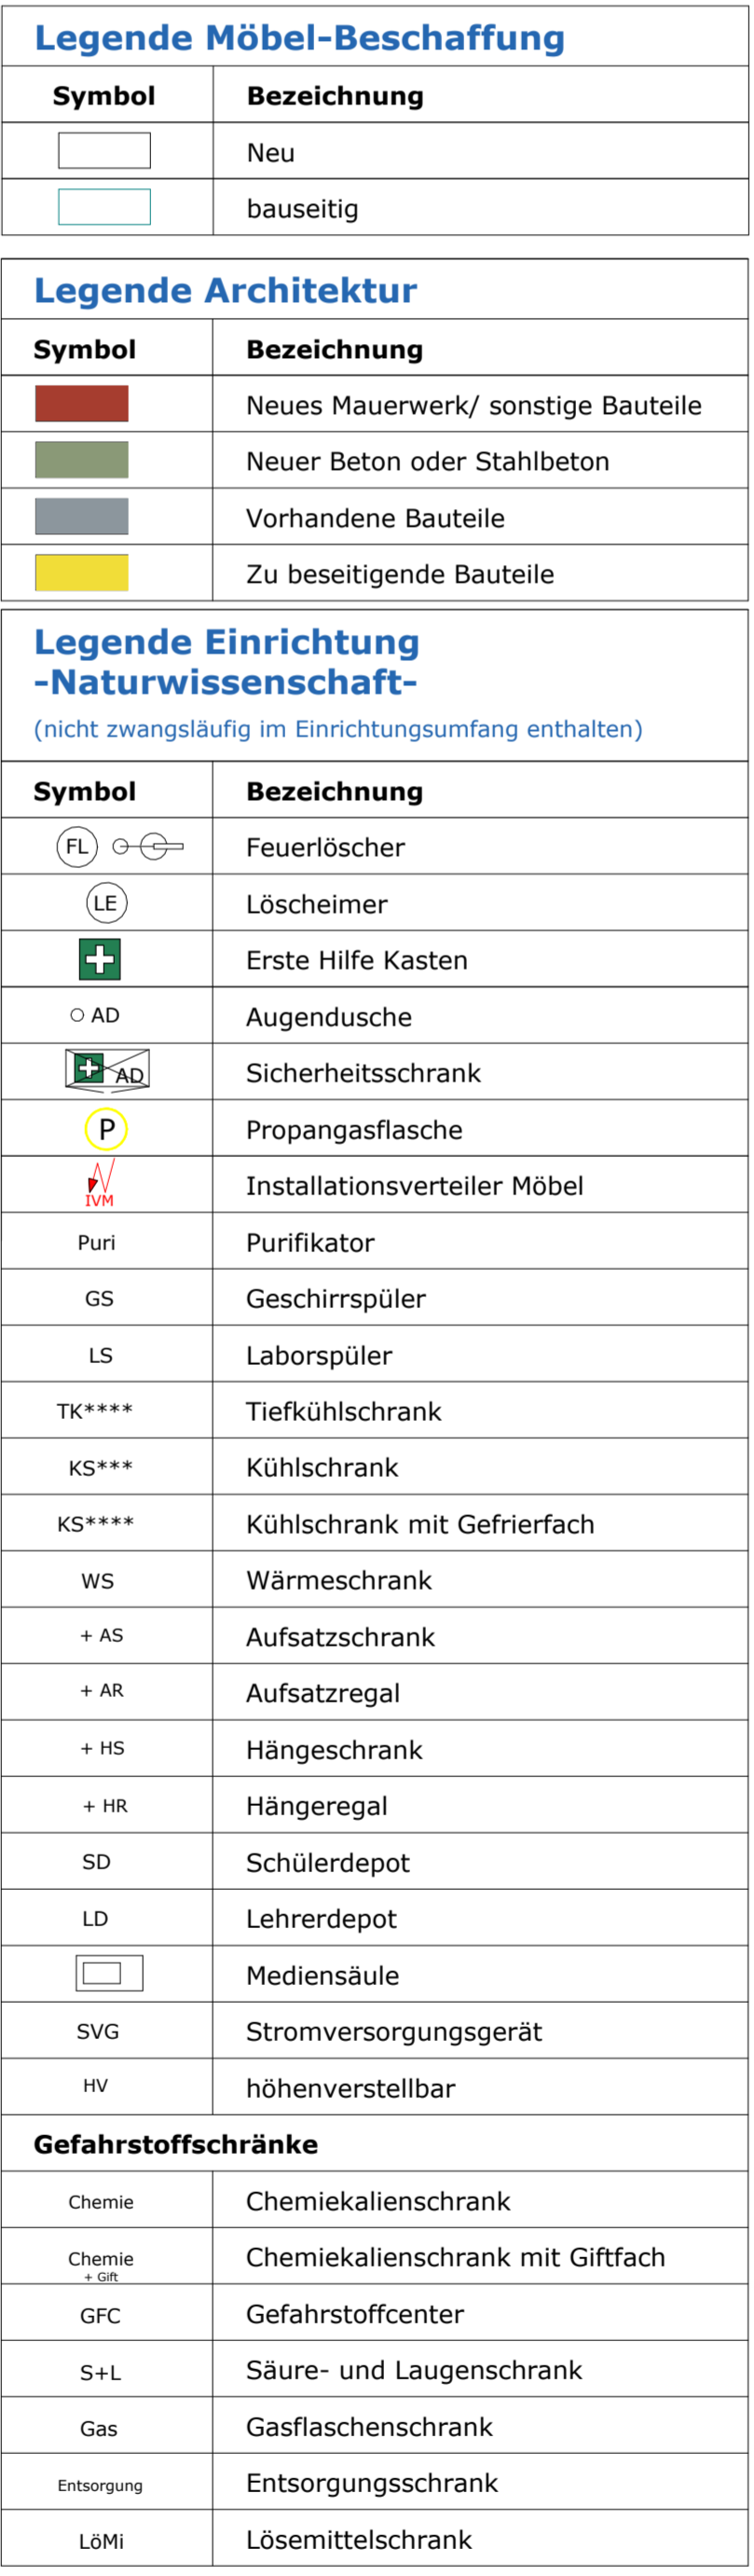 Legende Möbel-Beschaffung
Symbol Bezeichnung
Neu
bauseitig
Legende Architektur
Symbol Bezeichnung
Neues Mauerwerk/ sonstige Bauteile
Neuer Beton oder Stahlbeton
Vorhandene Bauteile
Zu beseitigende Bauteile
Legende Einrichtung
-Naturwissenschaft-
(nicht zwangsläufig im Einrichtungsumfang enthalten)
Symbol Bezeichnung
FL Feuerlöscher
LE Löscheimer
Erste Hilfe Kasten
AD Augendusche
AD Sicherheitsschrank
P Propangasflasche
IVM Installationsverteiler Möbel
Puri Purifikator
GS Geschirrspüler
LS Laborspüler
TK**** Tiefkühlschrank
KS*** Kühlschrank
KS**** Kühlschrank mit Gefrierfach
WS Wärmeschrank
+ AS Aufsatzschrank
+ AR Aufsatzregal
+ HS Hängeschrank
+ HR Hängeregal
SD Schülerdepot
LD Lehrerdepot
Mediensäule
SVG Stromversorgungsgerät
HV höhenverstellbar
Gefahrstoffschränke
Chemie Chemiekalienschrank
Chemie Chemiekalienschrank mit Giftfach
+ Gift
GFC Gefahrstoffcenter
S+L Säure- und Laugenschrank
Gas Gasflaschenschrank
Entsorgung Entsorgungsschrank
LöMi Lösemittelschrank